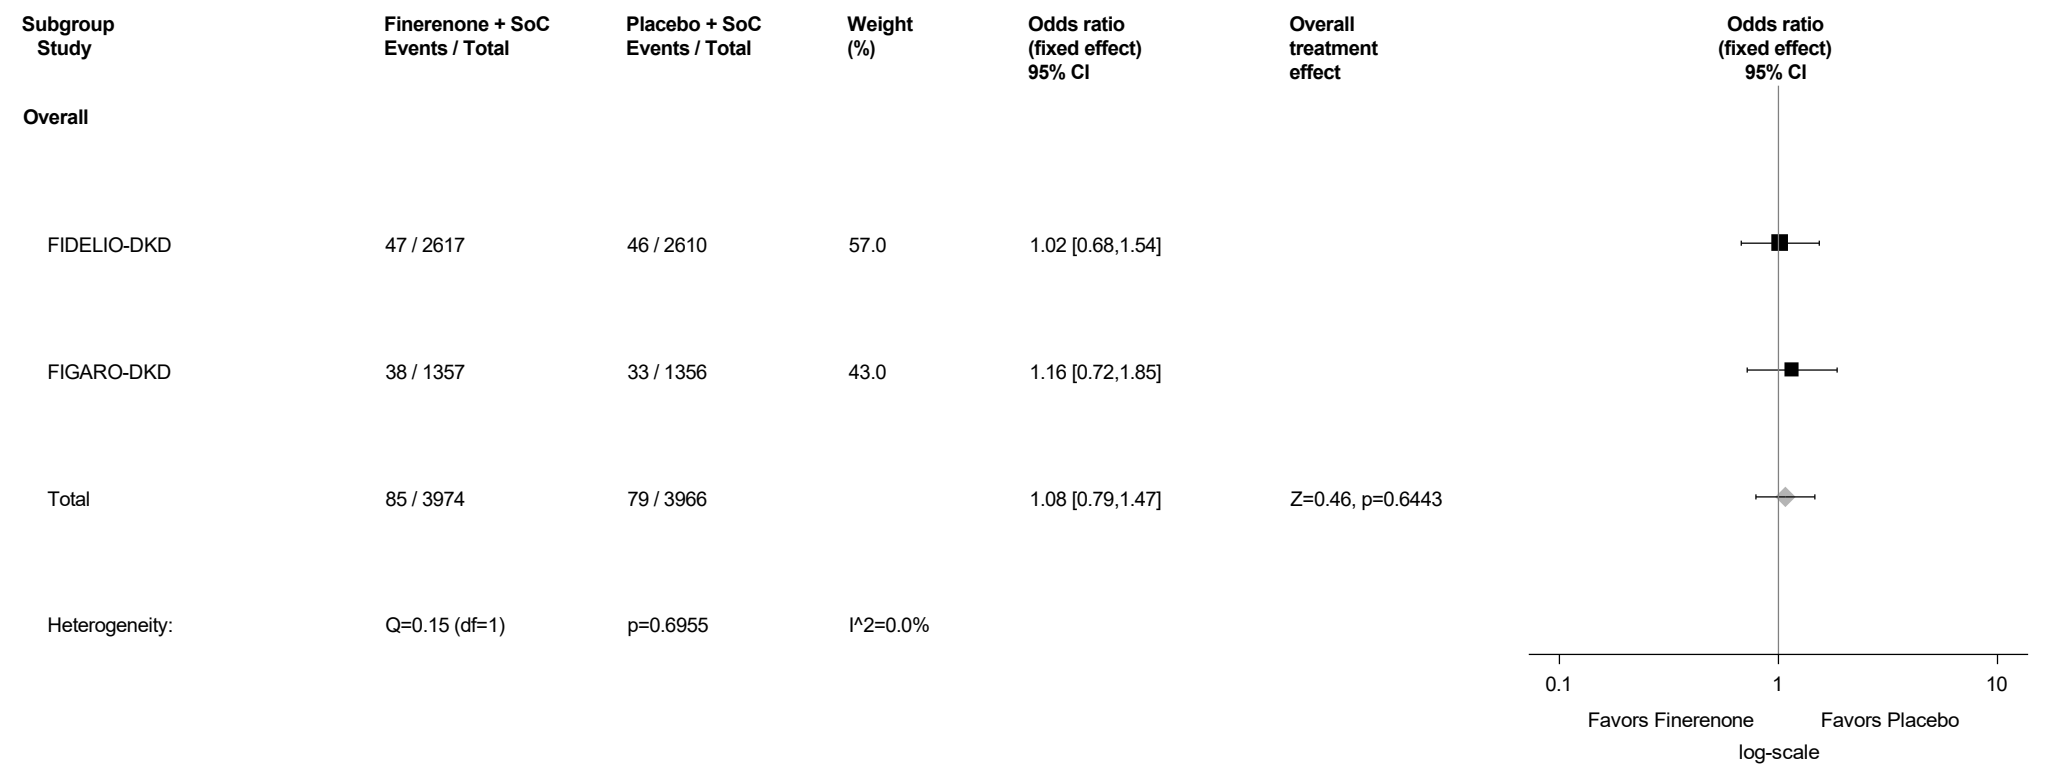 Subgroup Finerenone + SoC Placebo + SoC Weight Odds ratio Overall Odds ratio
Study Events / Total Events / Total (%) (fixed effect) treatment (fixed effect)
95% CI effect 95% CI
Overall
FIDELIO-DKD 47 / 2617 46 / 2610 57.0 1.02 [0.68,1.54]
FIGARO-DKD 38 / 1357 33 / 1356 43.0 1.16 [0.72,1.85]
Total 85 / 3974 79 / 3966 1.08 [0.79,1.47] Z=0.46, p=0.6443
Heterogeneity: Q=0.15 (df=1) p=0.6955 I^2=0.0%
0.1 1 10
Favors Finerenone Favors Placebo
log-scale